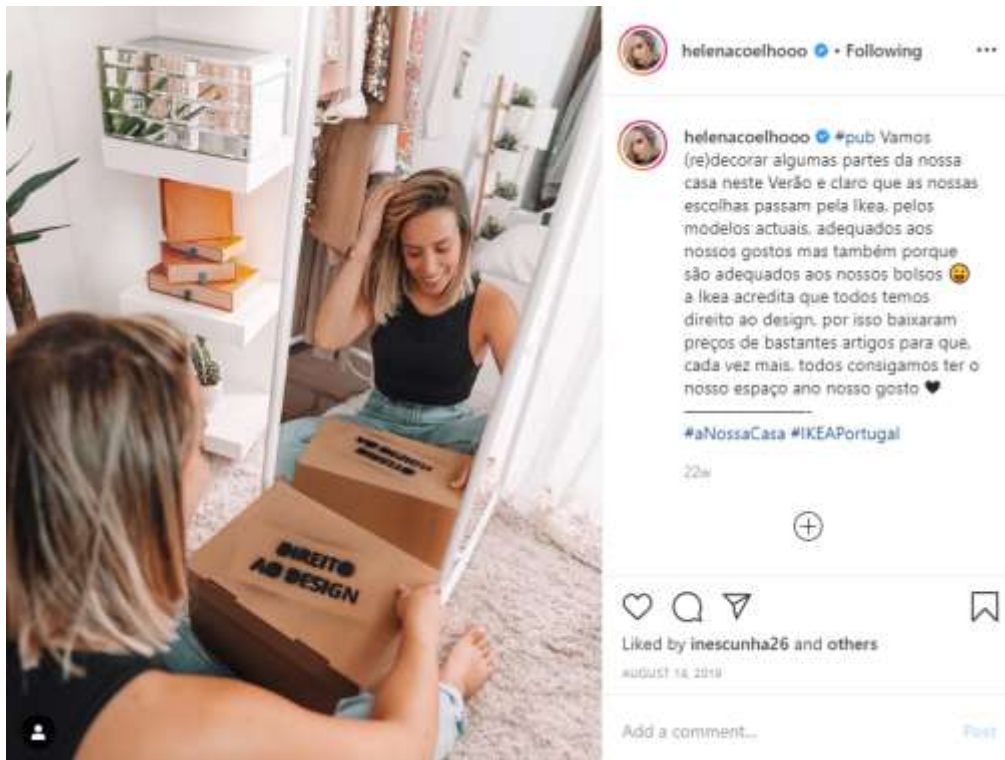 DIREITO
AO DESIGN
helenacoelhooo • Following
helenacoelhooo #pub Vamos
(re)decorar algumas partes da nossa
casa neste Verão e claro que as nossas
escolhas passam pela Ikea, pelos
modelos actuais, adequados aos
nossos gostos mas também porque
são adequados aos nossos bolsos 😀
a Ikea acredita que todos temos
direito ao design, por isso baixaram
preços de bastantes artigos para que,
cada vez mais, todos consigamos ter o
nosso espaço ano nosso gosto 🖤
#aNossaCasa #IKEAPortugal
22w
Liked by inescunha26 and others
AUGUST 14, 2019
Add a comment...
Post